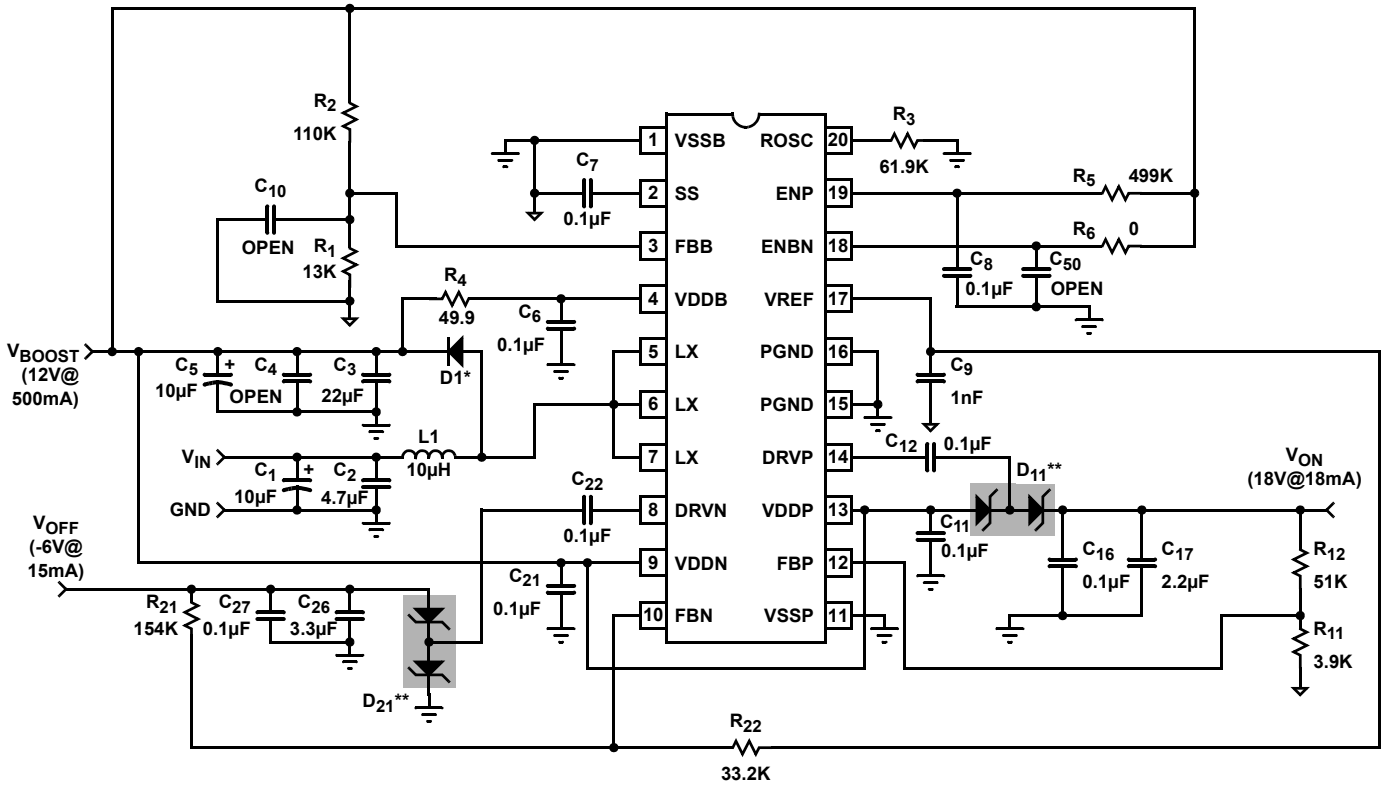 R2
110K
C10
OPEN
R1
13K
C7
0.1µF
R4
49.9
C6
0.1µF
VBOOST
(12V@
500mA)
C5
+
10µF
C4
OPEN
C3
22µF
D1*
VIN
GND
C1
+
10µF
C2
4.7µF
L1
10µH
C22
0.1µF
VOFF
(-6V@
15mA)
R21
154K
C27
0.1µF
C26
3.3µF
D21**
C21
0.1µF
1 VSSB
2 SS
3 FBB
4 VDDB
5 LX
6 LX
7 LX
8 DRVN
9 VDDN
10 FBN
ROSC 20
ENP 19
ENBN 18
VREF 17
PGND 16
PGND 15
DRVP 14
VDDP 13
FBP 12
VSSP 11
R3
61.9K
R5 499K
R6 0
C8
0.1µF
C50
OPEN
C9
1nF
C12 0.1µF
D11**
C11
0.1µF
VON
(18V@18mA)
C16
0.1µF
C17
2.2µF
R12
51K
R11
3.9K
R22
33.2K